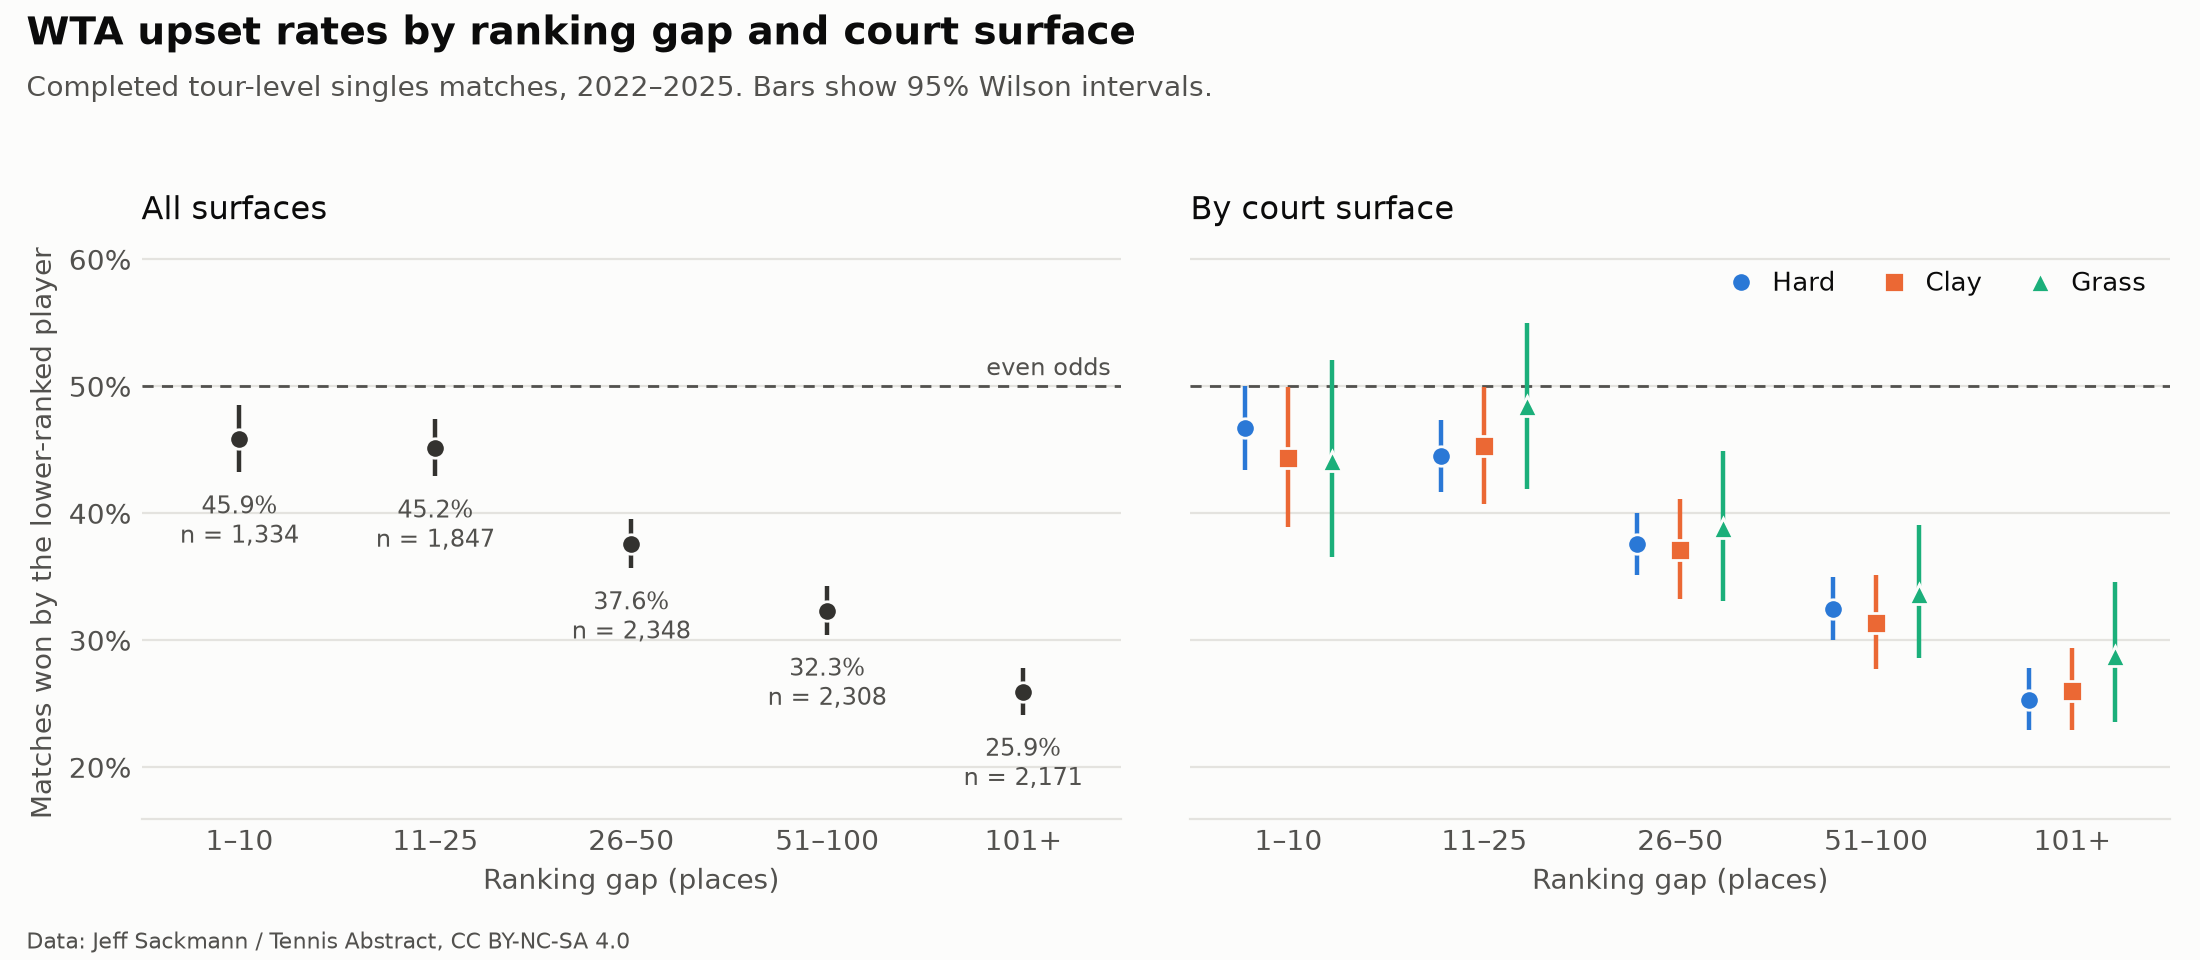 WTA upset rates by ranking gap and court surface
Completed tour-level singles matches, 2022–2025. Bars show 95% Wilson intervals.
All surfaces
Matches won by the lower-ranked player
60%
50%
40%
30%
20%
even odds
45.9%
n = 1,334
45.2%
n = 1,847
37.6%
n = 2,348
32.3%
n = 2,308
25.9%
n = 2,171
1–10
11–25
26–50
51–100
101+
Ranking gap (places)
By court surface
Hard
Clay
Grass
1–10
11–25
26–50
51–100
101+
Ranking gap (places)
Data: Jeff Sackmann / Tennis Abstract, CC BY-NC-SA 4.0